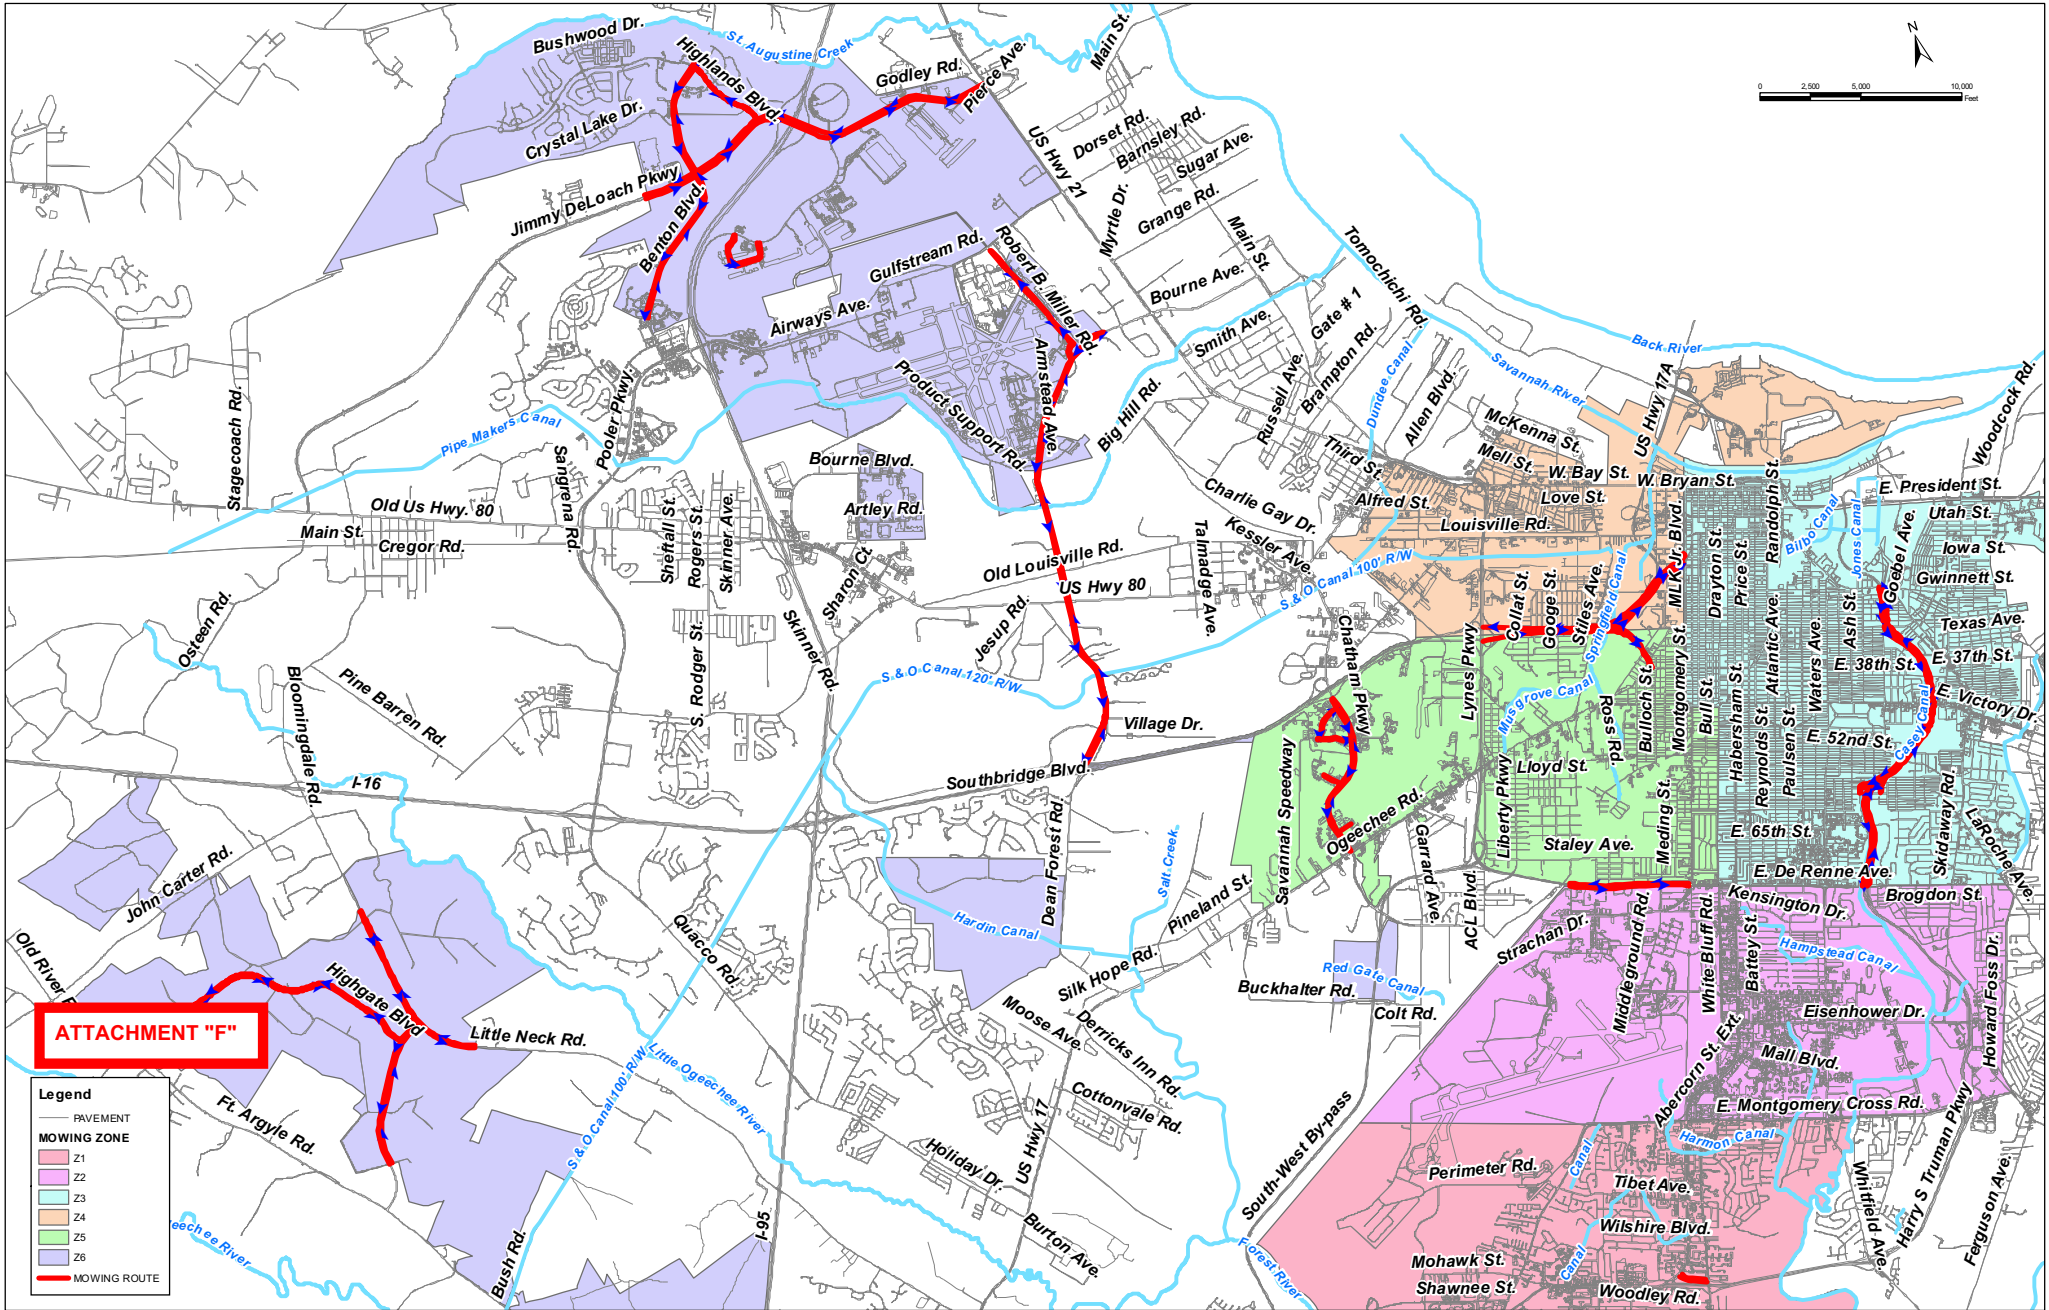 Bushwood Dr.
St. Augustine Creek
Main St.
N
Highlands Blvd.
Godley Rd.
Pierce Ave.
0 2,500 5,000 10,000
Feet
Crystal Lake Dr.
Dorset Rd.
Barnsley Rd.
Sugar Ave.
US Hwy 21
Jimmy DeLoach Pkwy
Benton Blvd.
Myrtle Dr.
Grange Rd.
Main St.
Tomochichi Rd.
Gulfstream Rd.
Robert B. Miller Rd.
Bourne Ave.
Airways Ave.
Smith Ave.
Gate # 1
Brampton Rd.
Russell Ave.
Dundee Canal
Allen Blvd.
Savannah River
Back River
US Hwy 17A
Woodcock Rd.
Stagecoach Rd.
Pooler Pkwy.
Product Support Rd.
Armstead Ave.
Big Hill Rd.
Pipe Makers Canal
Sangrena Rd.
Bourne Blvd.
Third St.
McKenna St.
Mell St.
W. Bay St.
W. Bryan St.
Randolph St.
E. President St.
Old Us Hwy. 80
Sheftall St.
Rogers St.
Skinner Ave.
Artley Rd.
Charlie Gay Dr.
Alfred St.
Love St.
Louisville Rd.
Utah St.
Main St.
Cregor Rd.
Sharon Ct.
Old Louisville Rd.
Talmadge Ave.
Kessler Ave.
S & O Canal 100' R/W
MLK Jr. Blvd.
Drayton St.
Price St.
Bilbo Canal
Jones Canal
Goebel Ave.
Iowa St.
Gwinnett St.
US Hwy 80
Osteen Rd.
Jesup Rd.
Chatham Pkwy
Lynes Pkwy
Collat St.
Googe St.
Stiles Ave.
Springfield Canal
Atlantic Ave.
Waters Ave.
Ash St.
Texas Ave.
E. 38th St.
E. 37th St.
Bloomingdale Rd.
Pine Barren Rd.
S. Rodger St.
Skinner Rd.
S & O Canal 120' R/W
Musgrove Canal
Ross Rd.
Bulloch St.
Montgomery St.
Bull St.
Habersham St.
Reynolds St.
Paulsen St.
E. Victory Dr.
Village Dr.
E. 52nd St.
Casey Canal
I-16
Southbridge Blvd.
Savannah Speedway
Liberty Pkwy
Lloyd St.
Ogeechee Rd.
Dean Forest Rd.
Salt Creek
Garrard Ave.
Staley Ave.
Meding St.
E. 65th St.
Skidaway Rd.
LaRoche Ave.
John Carter Rd.
Pineland St.
ACL Blvd.
E. De Renne Ave.
Kensington Dr.
Brogdon St.
Old River R
Quacco Rd.
Hardin Canal
Silk Hope Rd.
Strachan Dr.
Middleground Rd.
White Bluff Rd.
Battey St.
Hampstead Canal
Howard Foss Dr.
Highgate Blvd
Red Gate Canal
Buckhalter Rd.
Colt Rd.
Eisenhower Dr.
ATTACHMENT "F"
Little Neck Rd.
Moose Ave.
Derricks Inn Rd.
Abercorn St. Ext.
Mall Blvd.
Little Ogeechee River
S & O Canal 100' R/W
Cottonvale Rd.
E. Montgomery Cross Rd.
Legend
PAVEMENT
MOWING ZONE
Z1
Z2
Z3
Z4
Z5
Z6
MOWING ROUTE
Ft. Argyle Rd.
Holiday Dr.
US Hwy 17
South-West By-pass
Harmon Canal
Perimeter Rd.
Canal
Tibet Ave.
Whitfield Ave.
Harry S Truman Pkwy
Ferguson Ave.
Wilshire Blvd.
eechee River
Bush Rd.
I-95
Burton Ave.
Forest River
Mohawk St.
Canal
Shawnee St.
Woodley Rd.